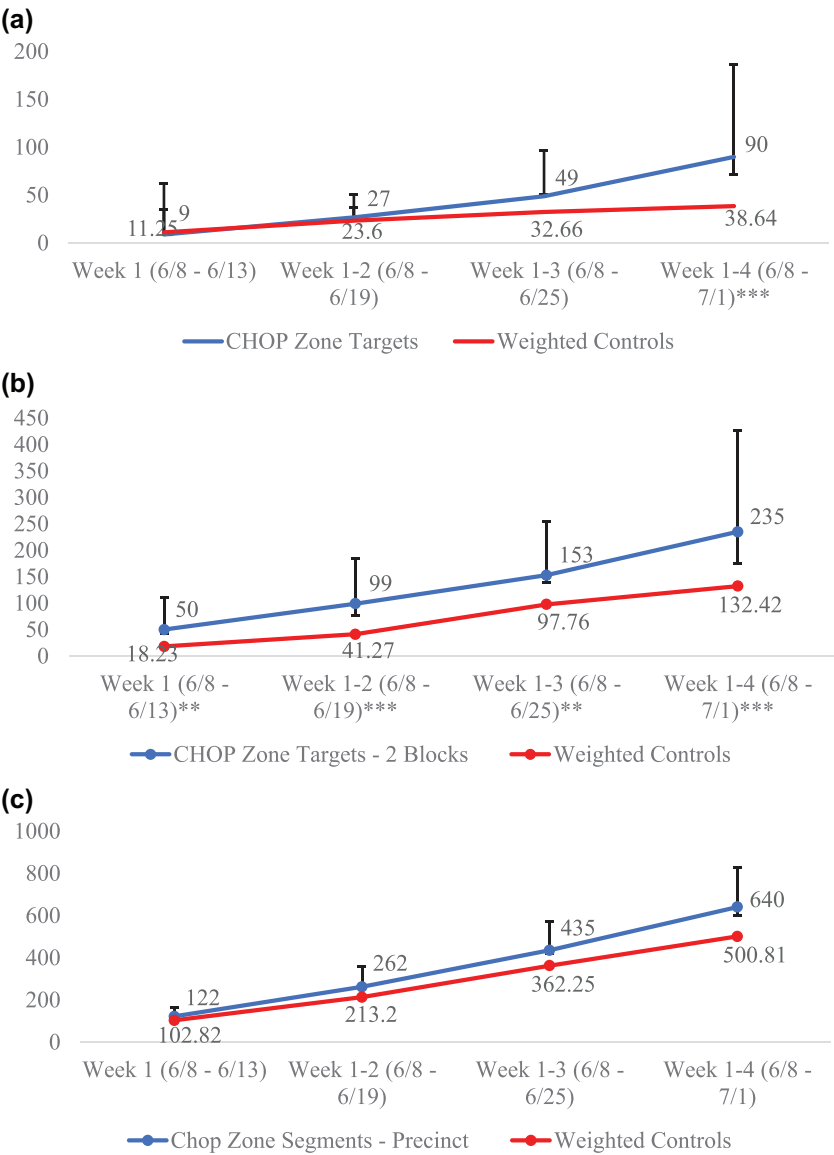 (a)
200
150
100
50
0
11.25
9
27
23.6
49
32.66
90
38.64
Week 1 (6/8 - 6/13)
Week 1-2 (6/8 -
6/19)
Week 1-3 (6/8 -
6/25)
Week 1-4 (6/8 -
7/1)***
CHOP Zone Targets
Weighted Controls
(b)
450
400
350
300
250
200
150
100
50
0
50
18.23
99
41.27
153
97.76
235
132.42
Week 1 (6/8 -
6/13)**
Week 1-2 (6/8 -
6/19)***
Week 1-3 (6/8 -
6/25)**
Week 1-4 (6/8 -
7/1)***
CHOP Zone Targets - 2 Blocks
Weighted Controls
(c)
1000
800
600
400
200
0
122
102.82
262
213.2
435
362.25
640
500.81
Week 1 (6/8 - 6/13)
Week 1-2 (6/8 -
6/19)
Week 1-3 (6/8 -
6/25)
Week 1-4 (6/8 -
7/1)
Chop Zone Segments - Precinct
Weighted Controls